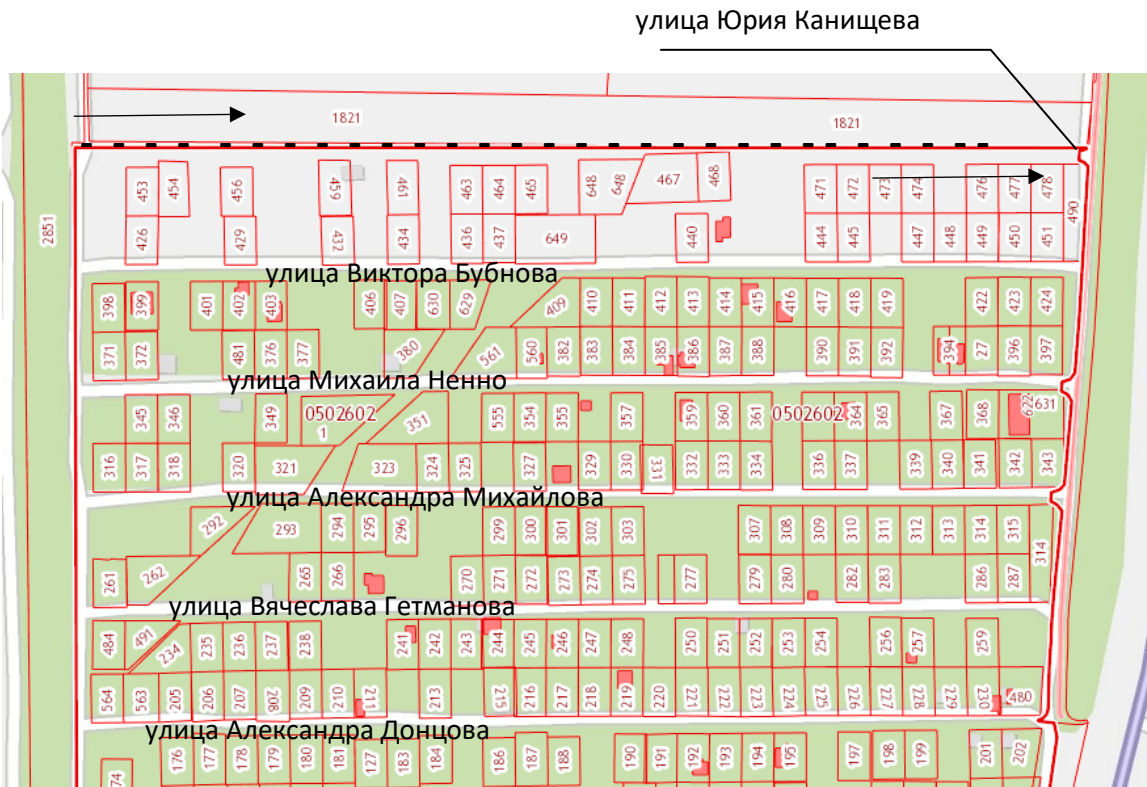 улица Юрия Канищева
1821 1821
2851
453 454 456 459 461 463 464 465 648 648 467 468 471 472 473 474 476 477 478
490
426 429 432 434 436 437 649 440 444 445 447 448 449 450 451
улица Виктора Бубнова
398 399 401 402 403 406 407 630 629 409 410 411 412 413 414 415 416 417 418 419 422 423 424
371 372 481 376 377 380 561 560 382 383 384 385 386 387 388 390 391 392 394 27 396 397
улица Михаила Ненно
345 346 349 0502602 351 555 354 355 357 359 360 361 0502602 364 365 367 368 622 631
1
316 317 318 320 321 323 324 325 327 329 330 331 332 333 334 336 337 339 340 341 342 343
улица Александра Михайлова
292 293 294 295 296 299 300 301 302 303 307 308 309 310 311 312 313 314 315
314
261 262 265 266 270 271 272 273 274 275 277 279 280 282 283 286 287
улица Вячеслава Гетманова
484 491 234 235 236 237 238 241 242 243 244 245 246 247 248 250 251 252 253 254 256 257 259
564 563 205 206 207 208 209 210 211 213 215 216 217 218 219 220 221 222 223 224 225 226 227 228 229 230 480
улица Александра Донцова
176 177 178 179 180 181 127 183 184 186 187 188 190 191 192 193 194 195 197 198 199 201 202
74